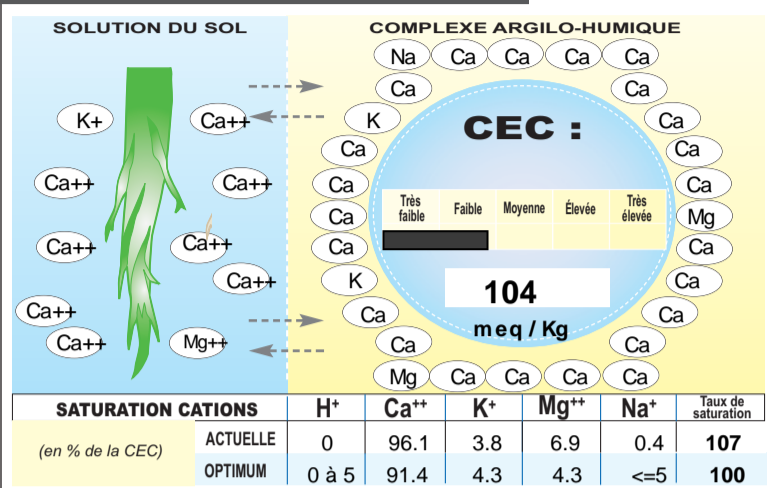 SOLUTION DU SOL
COMPLEXE ARGILO-HUMIQUE
Na Ca Ca Ca Ca
Ca Ca
K+ Ca++ K Ca
CEC :
Ca Ca
Ca++ Ca++ Ca Ca
Très faible Faible Moyenne Élevée Très élevée
Ca Mg
Ca++ Ca++ Ca Ca
Ca++ K Ca
104
Ca++ Ca Ca
meq / Kg
Ca++ Mg++ Ca Ca
Mg Ca Ca Ca Ca
SATURATION CATIONS H+ Ca++ K+ Mg++ Na+ Taux de saturation
(en % de la CEC)
ACTUELLE 0 96.1 3.8 6.9 0.4 107
OPTIMUM 0 à 5 91.4 4.3 4.3 <=5 100